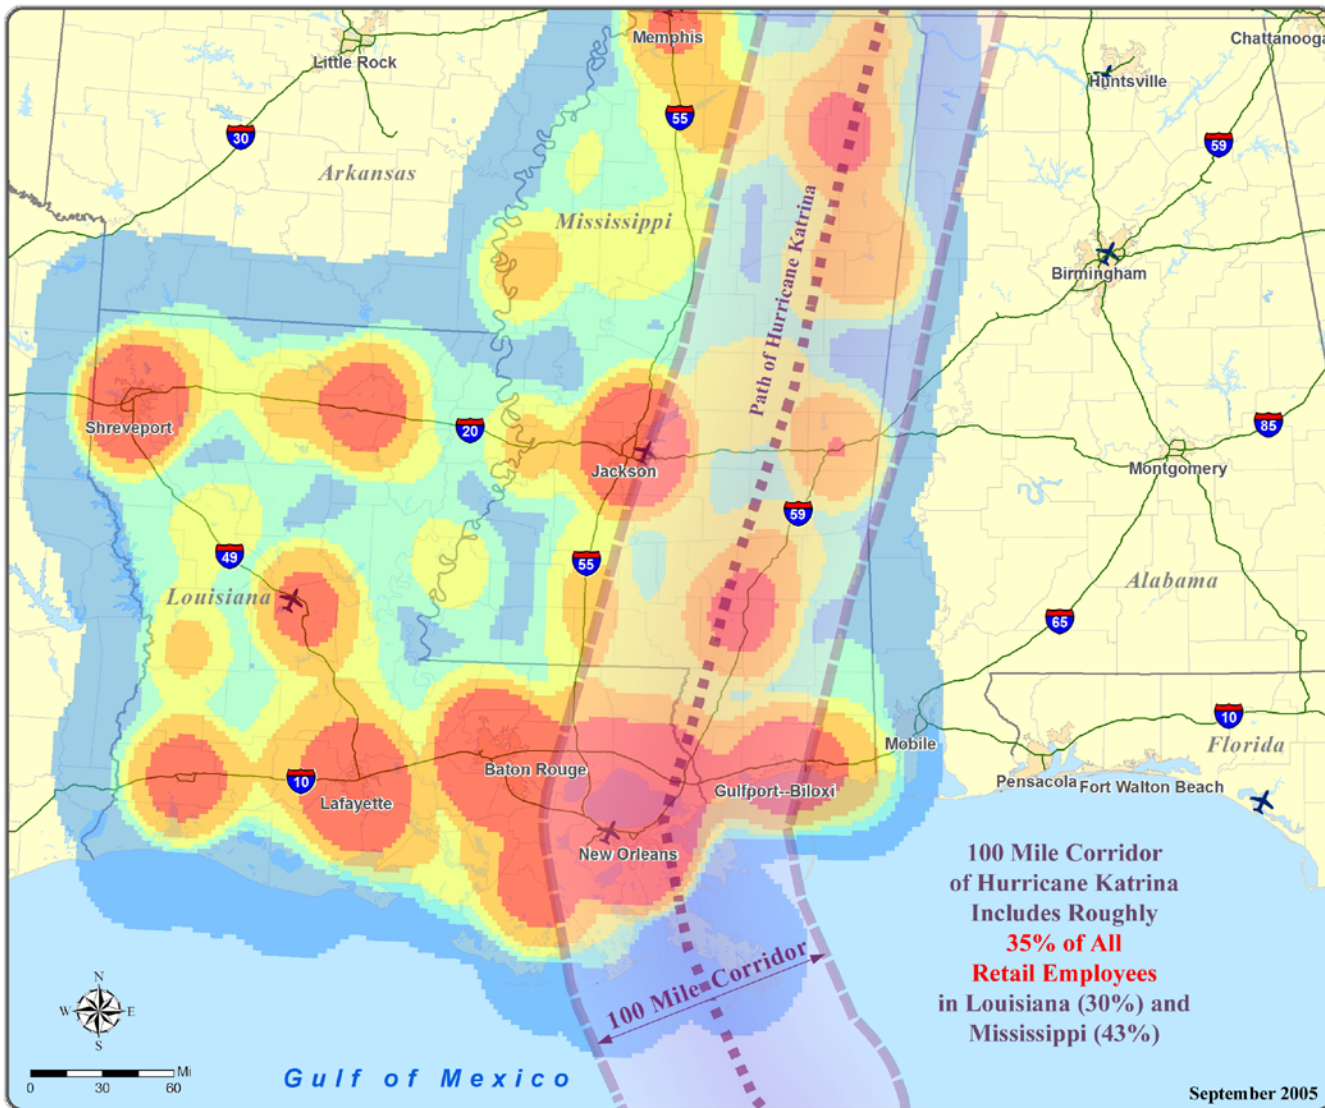 Memphis
Chattanooga
Little Rock
Huntsville
55
30
59
Arkansas
Mississippi
Path of Hurricane Katrina
Birmingham
Shreveport
20
85
Jackson
Montgomery
59
49
55
Louisiana
Alabama
65
10
Mobile
Florida
Baton Rouge
10
Lafayette
Gulfport--Biloxi
Pensacola
Fort Walton Beach
New Orleans
100 Mile Corridor
of Hurricane Katrina
Includes Roughly
35% of All
Retail Employees
in Louisiana (30%) and
Mississippi (43%)
100 Mile Corridor
N
W E
S
Mi
0 30 60
Gulf of Mexico
September 2005